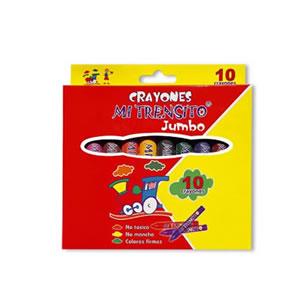 10
CRAYONES
CRAYONES
MI TRENCITO®
Jumbo
10
CRAYONES
No tóxico
No mancha
Colores firmes